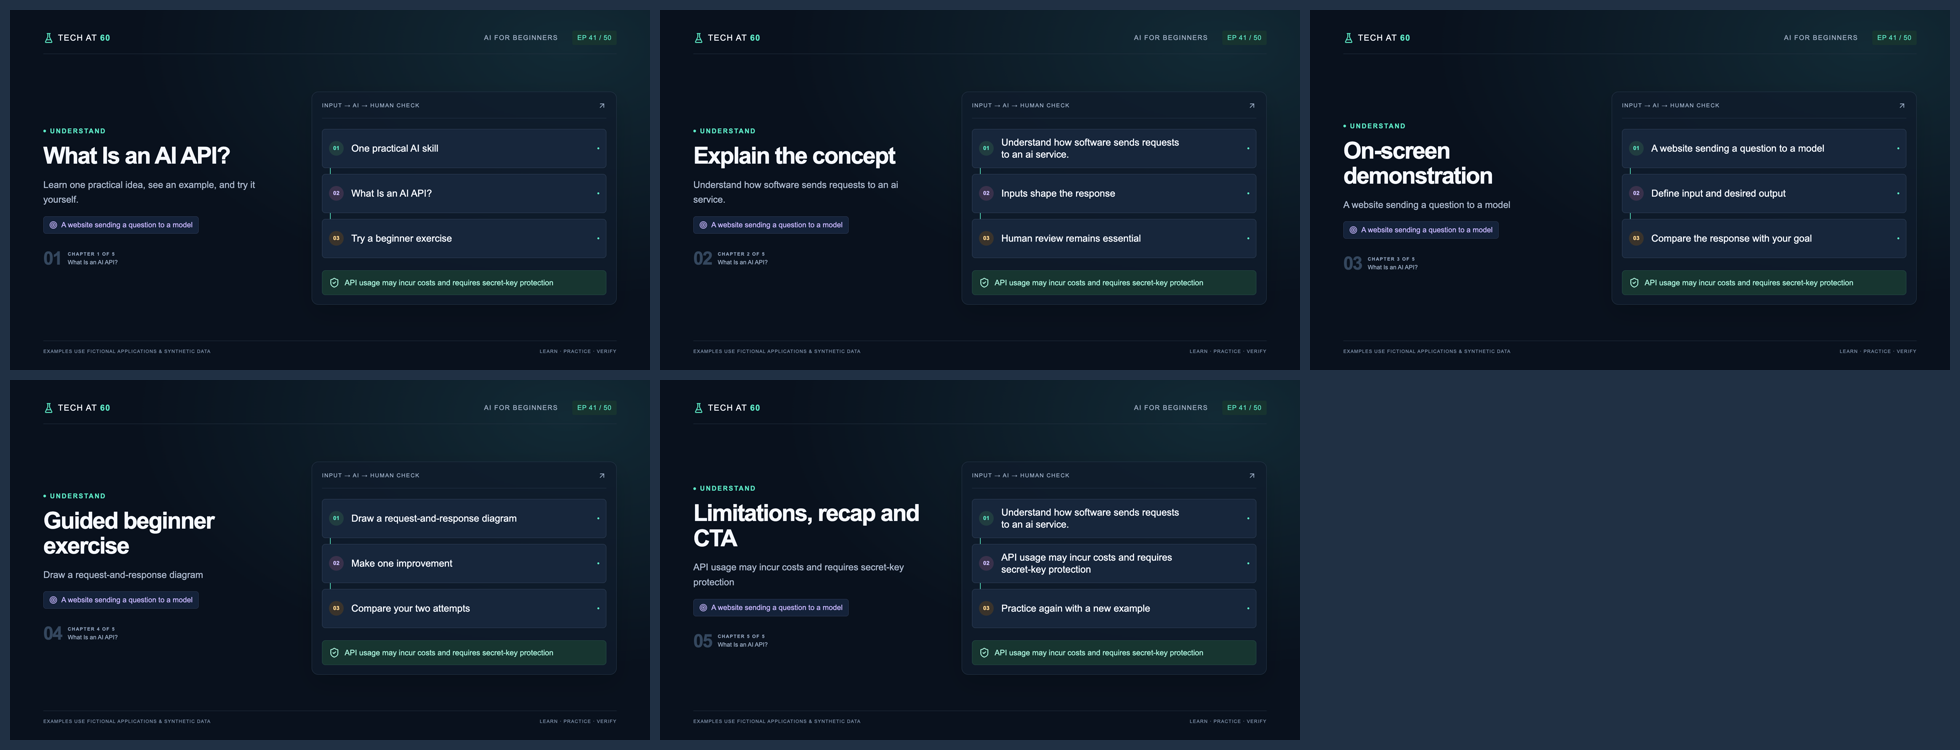 TECH AT 60
AI FOR BEGINNERS
EP 41 / 50
UNDERSTAND
What Is an AI API?
Learn one practical idea, see an example, and try it
yourself.
A website sending a question to a model
01
CHAPTER 1 OF 5
What Is an AI API?
INPUT → AI → HUMAN CHECK
01 One practical AI skill
02 What Is an AI API?
03 Try a beginner exercise
API usage may incur costs and requires secret-key protection
EXAMPLES USE FICTIONAL APPLICATIONS & SYNTHETIC DATA
LEARN · PRACTICE · VERIFY
TECH AT 60
AI FOR BEGINNERS
EP 41 / 50
UNDERSTAND
Explain the concept
Understand how software sends requests to an ai
service.
A website sending a question to a model
02
CHAPTER 2 OF 5
What Is an AI API?
INPUT → AI → HUMAN CHECK
01 Understand how software sends requests
to an ai service.
02 Inputs shape the response
03 Human review remains essential
API usage may incur costs and requires secret-key protection
EXAMPLES USE FICTIONAL APPLICATIONS & SYNTHETIC DATA
LEARN · PRACTICE · VERIFY
TECH AT 60
AI FOR BEGINNERS
EP 41 / 50
UNDERSTAND
On-screen
demonstration
A website sending a question to a model
A website sending a question to a model
03
CHAPTER 3 OF 5
What Is an AI API?
INPUT → AI → HUMAN CHECK
01 A website sending a question to a model
02 Define input and desired output
03 Compare the response with your goal
API usage may incur costs and requires secret-key protection
EXAMPLES USE FICTIONAL APPLICATIONS & SYNTHETIC DATA
LEARN · PRACTICE · VERIFY
TECH AT 60
AI FOR BEGINNERS
EP 41 / 50
UNDERSTAND
Guided beginner
exercise
Draw a request-and-response diagram
A website sending a question to a model
04
CHAPTER 4 OF 5
What Is an AI API?
INPUT → AI → HUMAN CHECK
01 Draw a request-and-response diagram
02 Make one improvement
03 Compare your two attempts
API usage may incur costs and requires secret-key protection
EXAMPLES USE FICTIONAL APPLICATIONS & SYNTHETIC DATA
LEARN · PRACTICE · VERIFY
TECH AT 60
AI FOR BEGINNERS
EP 41 / 50
UNDERSTAND
Limitations, recap and
CTA
API usage may incur costs and requires secret-key
protection
A website sending a question to a model
05
CHAPTER 5 OF 5
What Is an AI API?
INPUT → AI → HUMAN CHECK
01 Understand how software sends requests
to an ai service.
02 API usage may incur costs and requires
secret-key protection
03 Practice again with a new example
API usage may incur costs and requires secret-key protection
EXAMPLES USE FICTIONAL APPLICATIONS & SYNTHETIC DATA
LEARN · PRACTICE · VERIFY